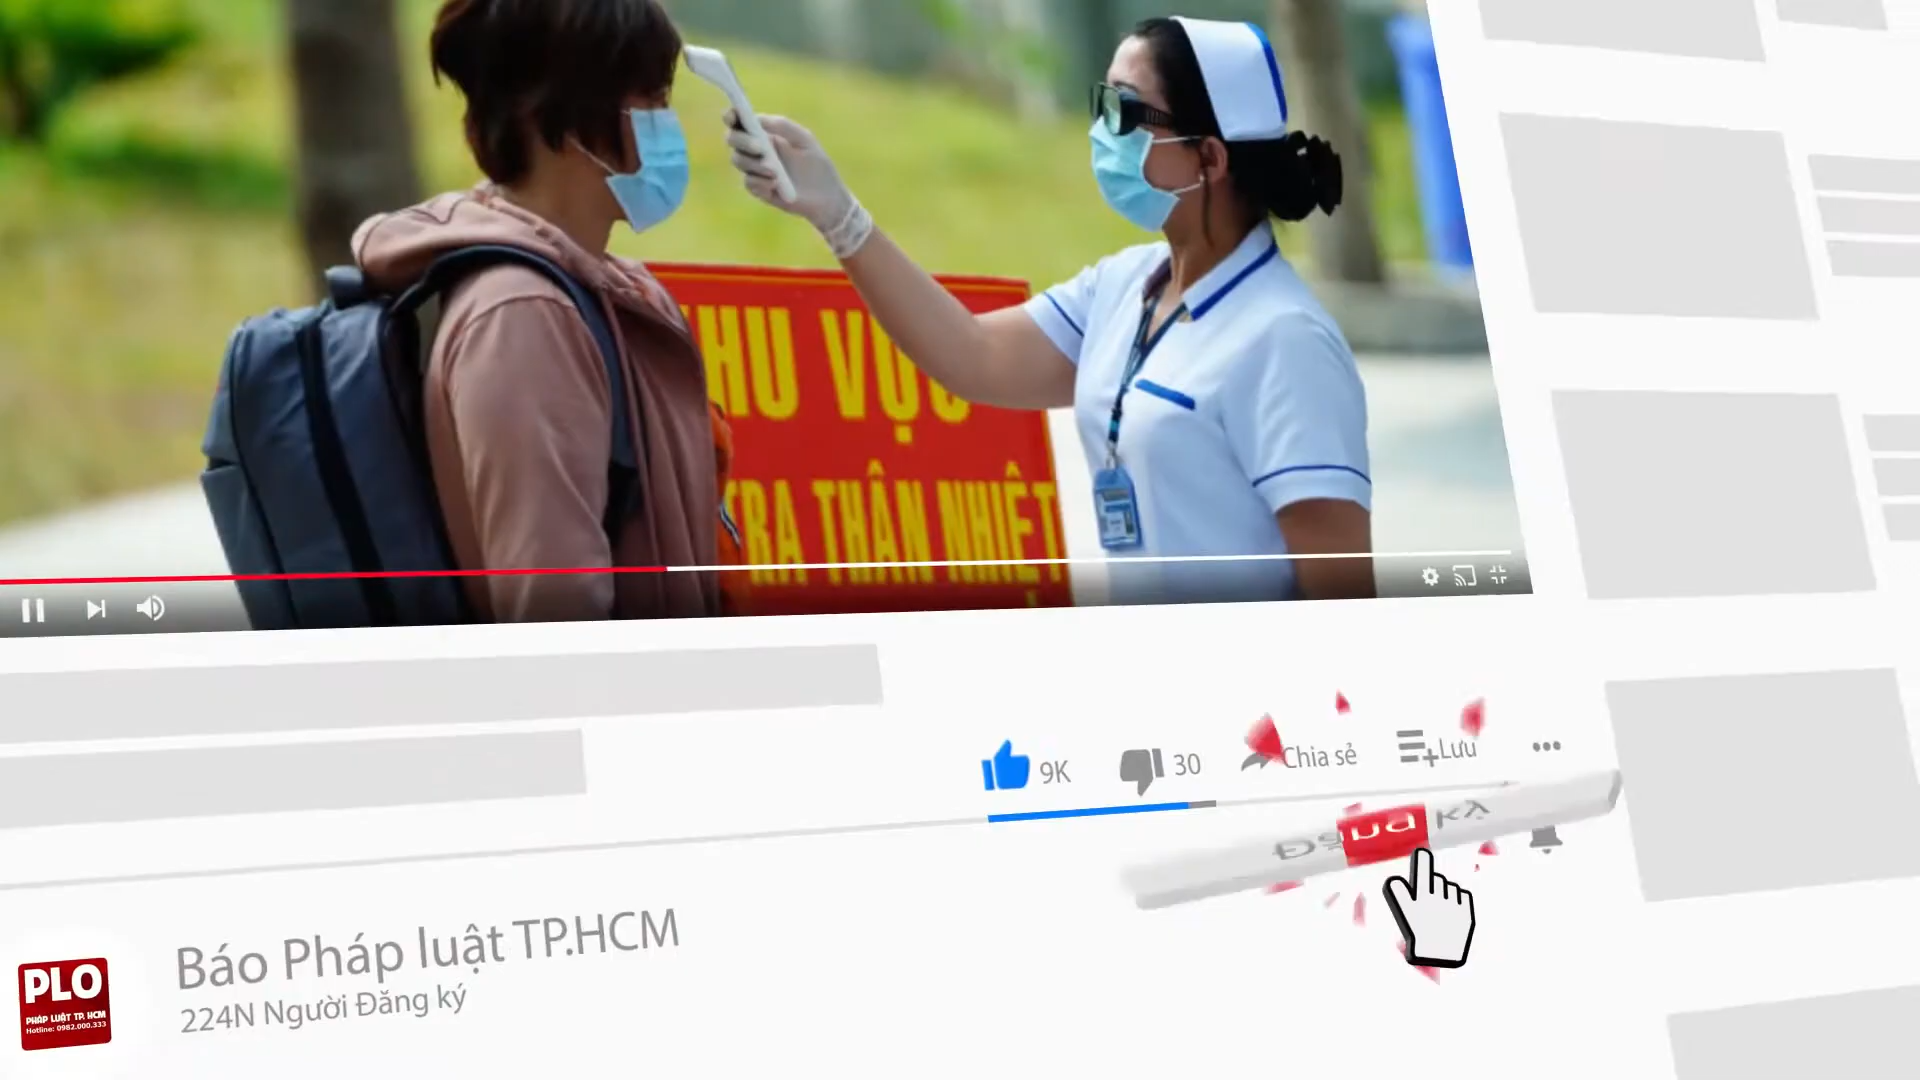 HU VỰC
TRA THÂN NHIỆT
9K
30
Chia sẻ
Lưu
Báo Pháp luật TP.HCM
224N Người Đăng ký
PLO
PHÁP LUẬT TP. HCM
Hotline: 0982.000.333